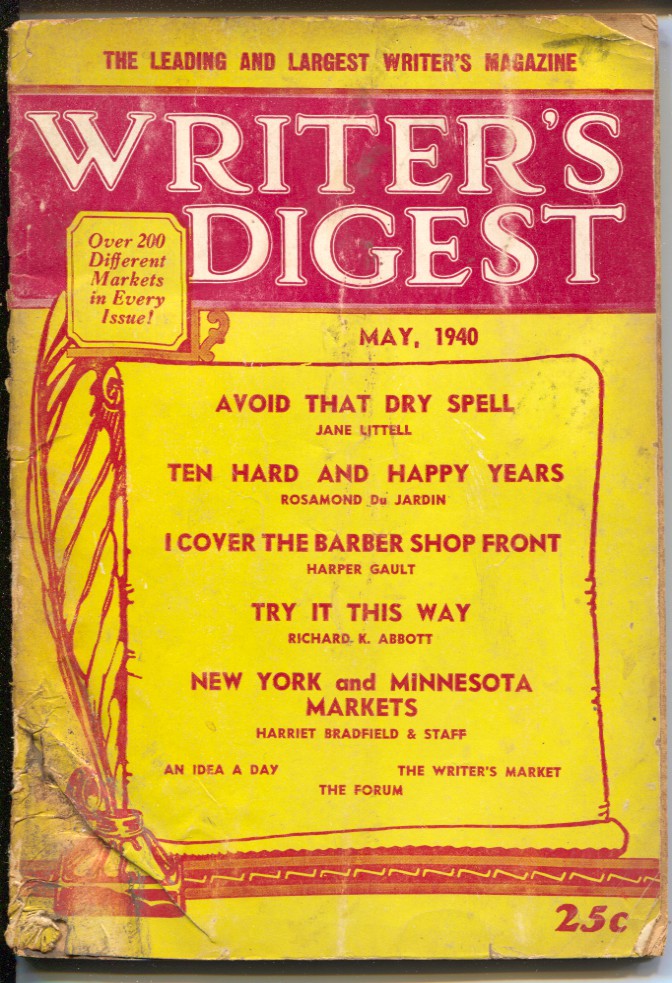 THE LEADING AND LARGEST WRITER'S MAGAZINE
WRITER'S
DIGEST
Over 200
Different
Markets
in Every
Issue!
MAY, 1940
AVOID THAT DRY SPELL
JANE LITTELL
TEN HARD AND HAPPY YEARS
ROSAMOND Du JARDIN
I COVER THE BARBER SHOP FRONT
HARPER GAULT
TRY IT THIS WAY
RICHARD K. ABBOTT
NEW YORK and MINNESOTA
MARKETS
HARRIET BRADFIELD & STAFF
AN IDEA A DAY THE WRITER'S MARKET
THE FORUM
25c